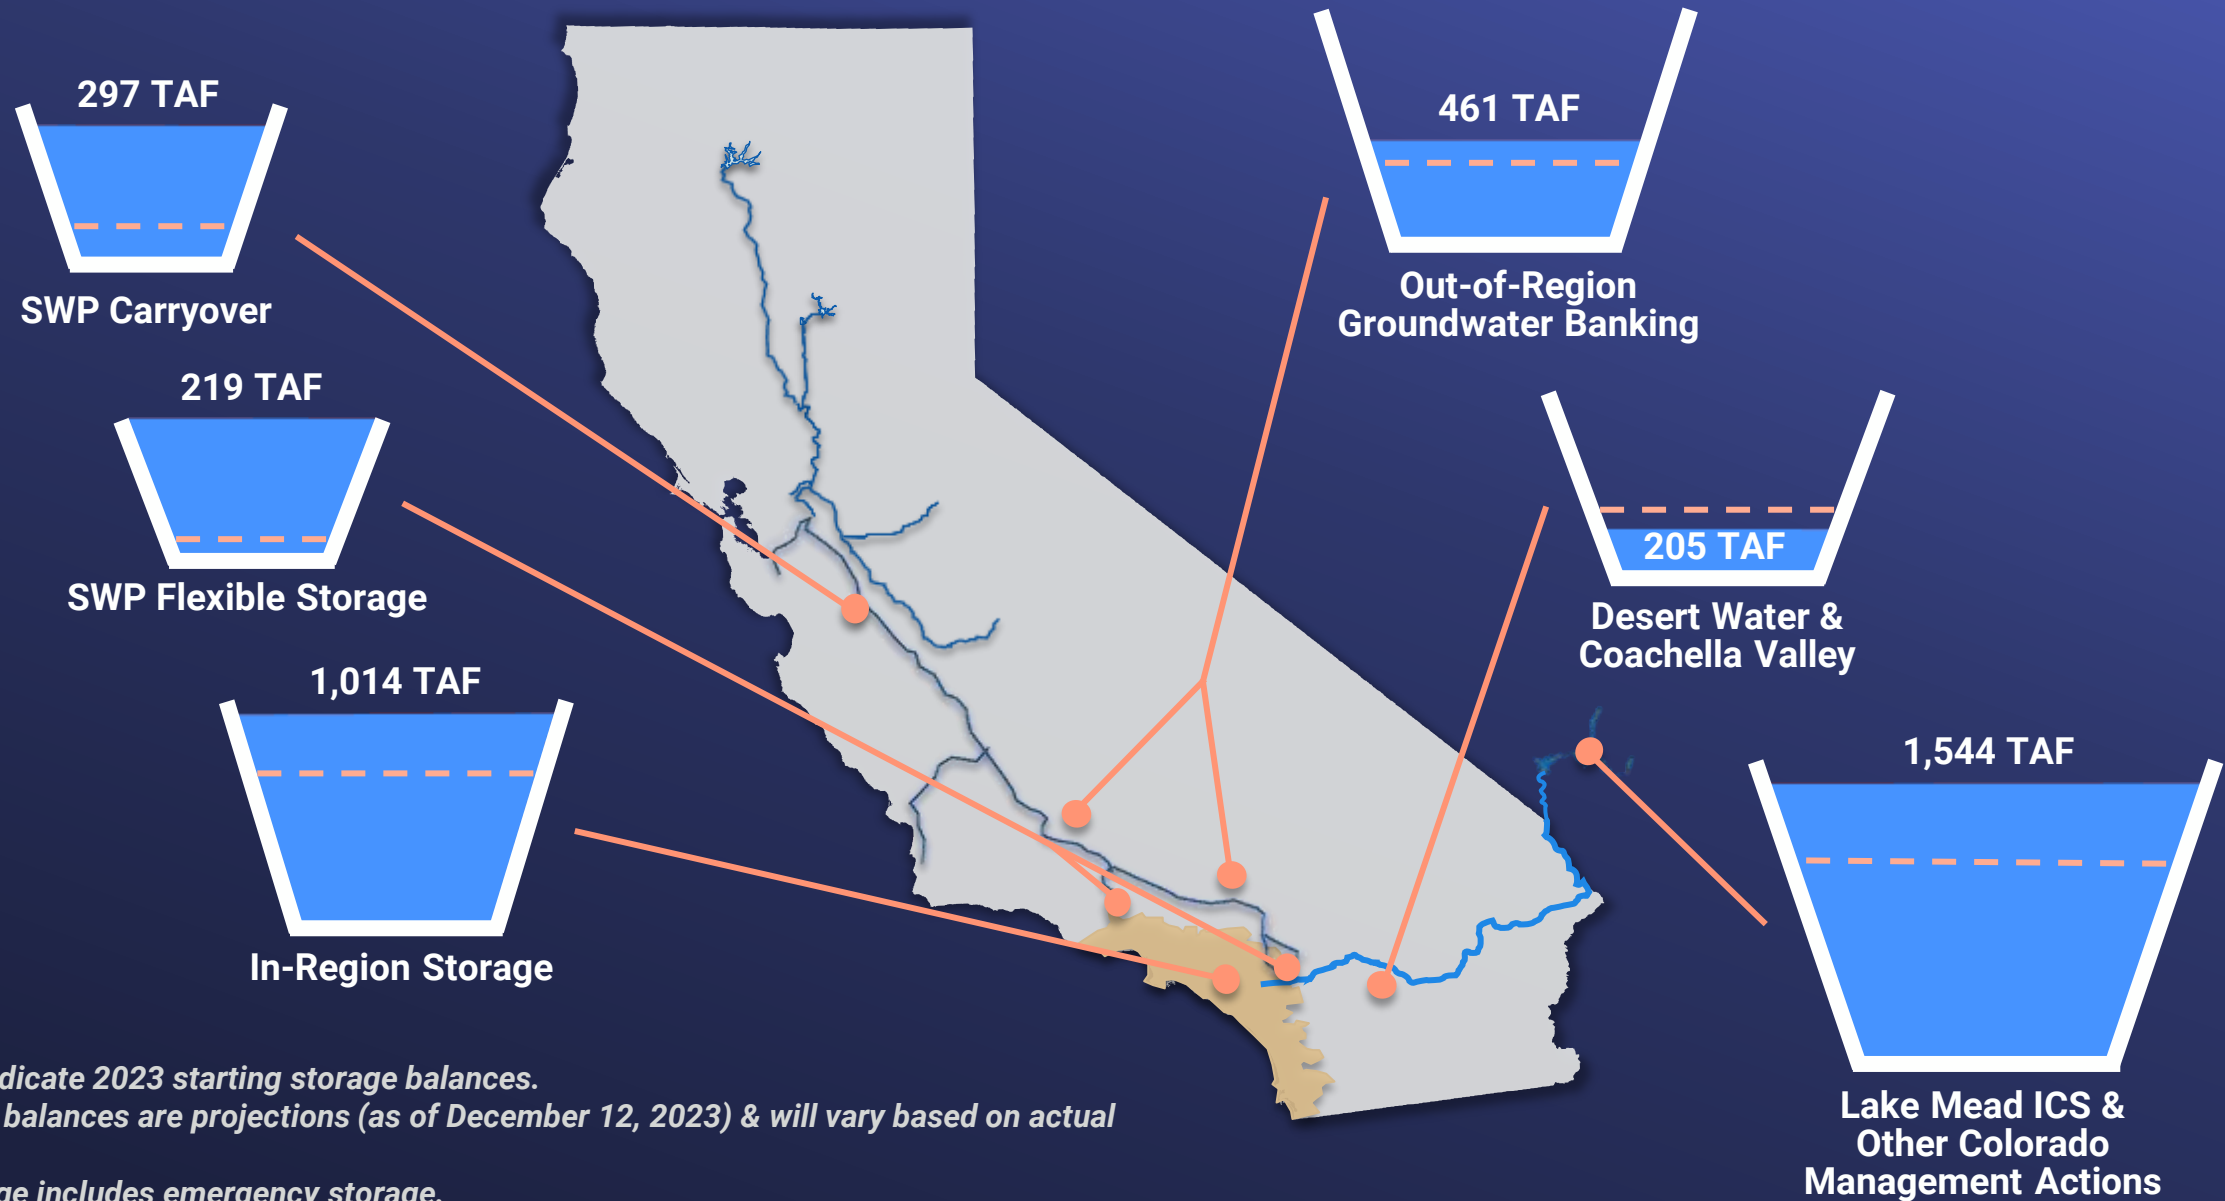 297 TAF
SWP Carryover
219 TAF
SWP Flexible Storage
1,014 TAF
In-Region Storage
461 TAF
Out-of-Region
Groundwater Banking
205 TAF
Desert Water &
Coachella Valley
1,544 TAF
Lake Mead ICS &
Other Colorado
Management Actions
dicate 2023 starting storage balances.
balances are projections (as of December 12, 2023) & will vary based on actual
ge includes emergency storage.